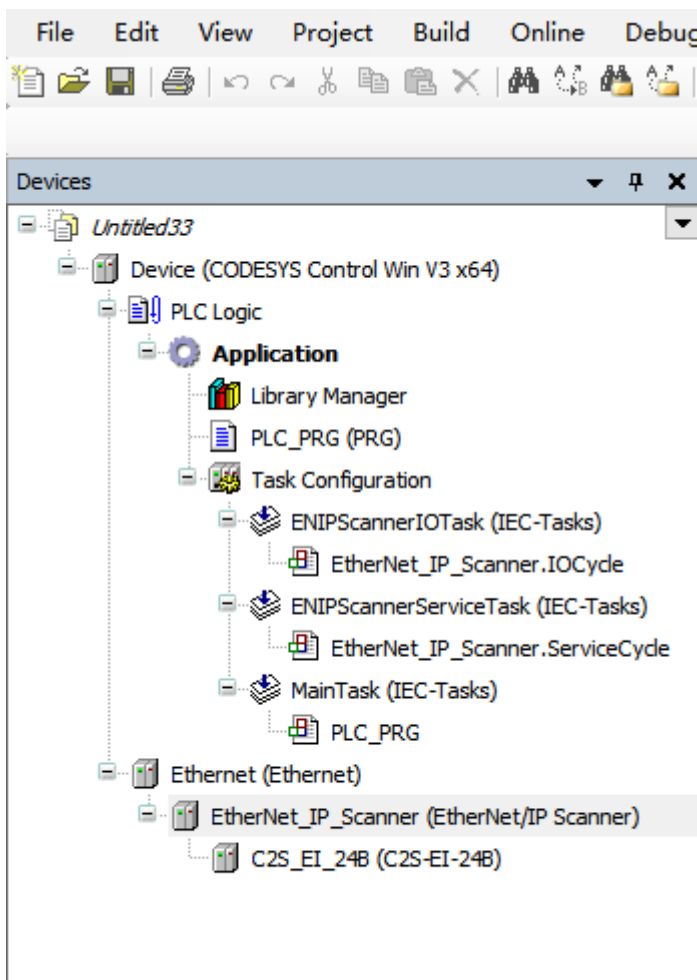 File Edit View Project Build Online Debug
Devices
Untitled33
Device (CODESYS Control Win V3 x64)
PLC Logic
Application
Library Manager
PLC_PRG (PRG)
Task Configuration
ENIPScannerIOTask (IEC-Tasks)
EtherNet_IP_Scanner.IOCycle
ENIPScannerServiceTask (IEC-Tasks)
EtherNet_IP_Scanner.ServiceCycle
MainTask (IEC-Tasks)
PLC_PRG
Ethernet (Ethernet)
EtherNet_IP_Scanner (EtherNet/IP Scanner)
C2S_EI_24B (C2S-EI-24B)